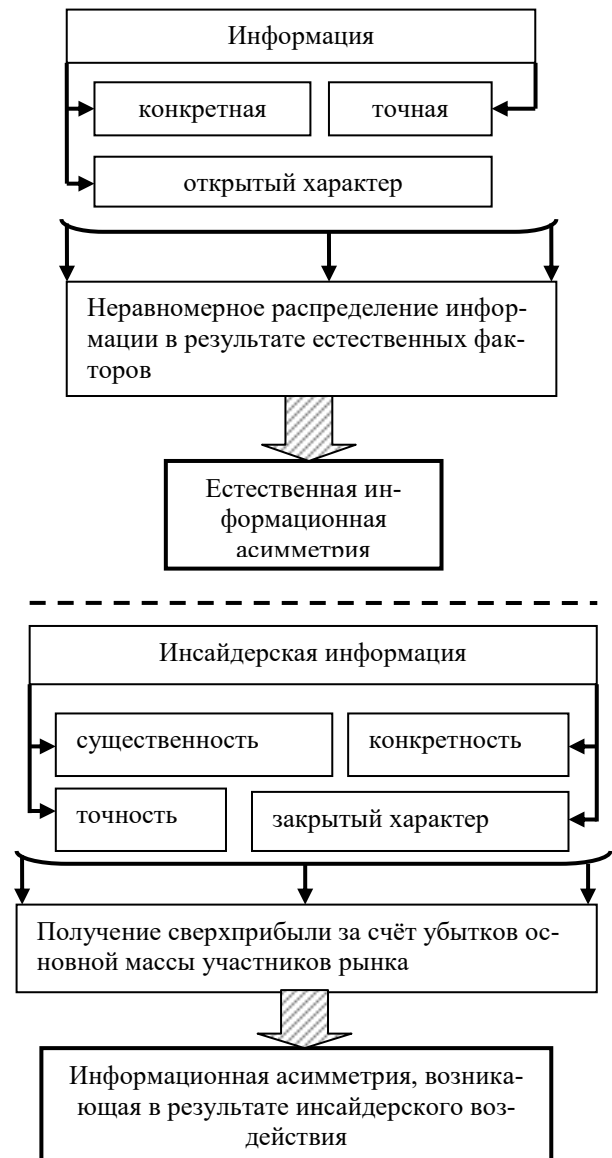 Информация
конкретная
точная
открытый характер
Неравномерное распределение инфор-
мации в результате естественных фак-
торов
Естественная ин-
формационная
асимметрия
Инсайдерская информация
существенность
конкретность
точность
закрытый характер
Получение сверхприбыли за счёт убытков ос-
новной массы участников рынка
Информационная асимметрия, возника-
ющая в результате инсайдерского воз-
действия